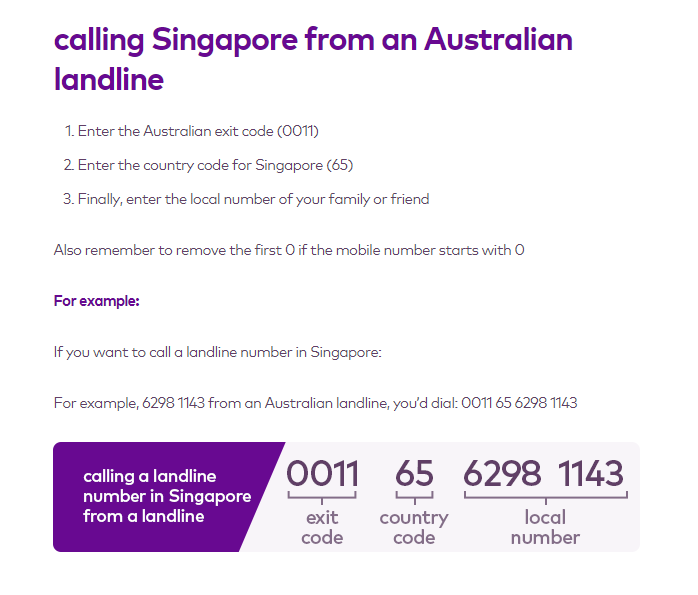 calling Singapore from an Australian
landline
1. Enter the Australian exit code (0011)
2. Enter the country code for Singapore (65)
3. Finally, enter the local number of your family or friend
Also remember to remove the first 0 if the mobile number starts with 0
For example:
If you want to call a landline number in Singapore:
For example, 6298 1143 from an Australian landline, you'd dial: 0011 65 6298 1143
calling a landline
number in Singapore
from a landline
0011 65 6298 1143
exit country local
code code number